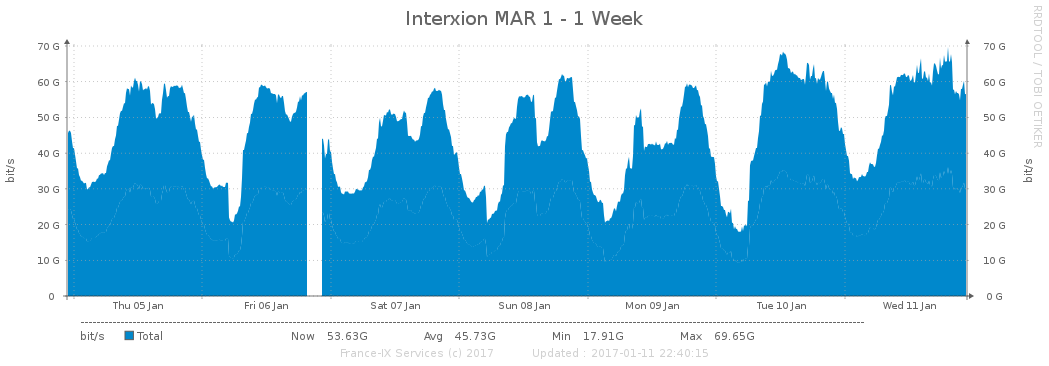 Interxion MAR 1 - 1 Week
RRDTOOL / TOBI OETIKER
70 G 70 G
60 G 60 G
50 G 50 G
40 G 40 G
30 G 30 G
20 G 20 G
10 G 10 G
0 0 G
bit/s
bit/s
Thu 05 Jan Fri 06 Jan Sat 07 Jan Sun 08 Jan Mon 09 Jan Tue 10 Jan Wed 11 Jan
bit/s Total Now 53.63G Avg 45.73G Min 17.91G Max 69.65G
France-IX Services (c) 2017 Updated : 2017-01-11 22:40:15